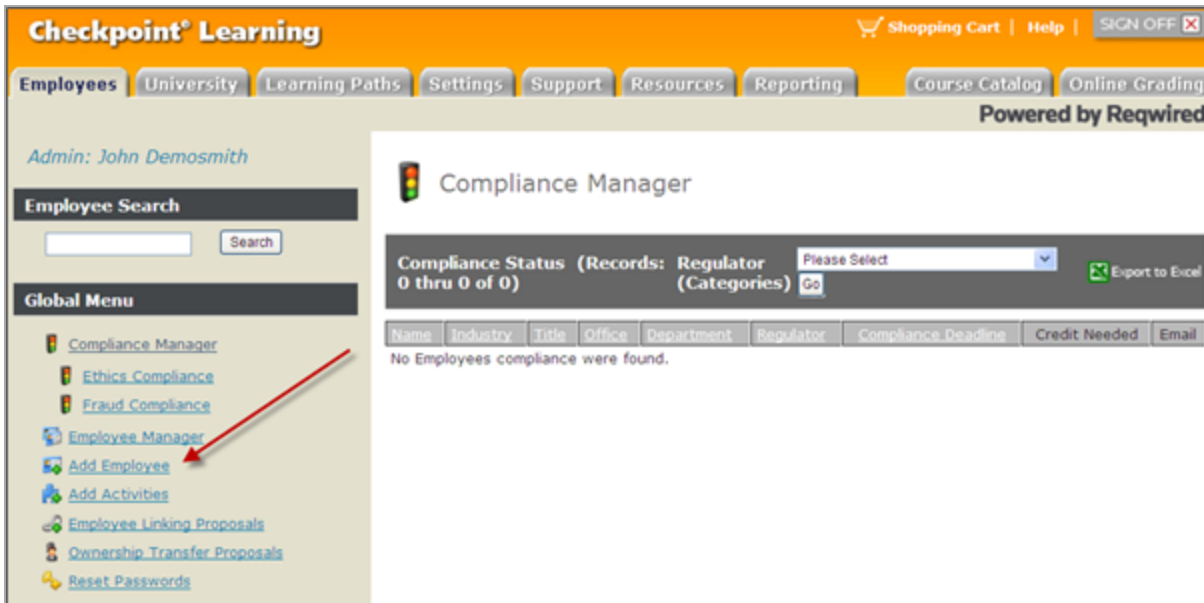 Checkpoint® Learning
Shopping Cart | Help | SIGN OFF
Employees University Learning Paths Settings Support Resources Reporting Course Catalog Online Grading
Powered by Reqwired
Admin: John Demosmith
Employee Search
Search
Global Menu
Compliance Manager
Ethics Compliance
Fraud Compliance
Employee Manager
Add Employee
Add Activities
Employee Linking Proposals
Ownership Transfer Proposals
Reset Passwords
Compliance Manager
Compliance Status (Records: 
0 thru 0 of 0)
Regulator
(Categories)
Please Select
Go
Export to Excel
Name Industry Title Office Department Regulator Compliance Deadline Credit Needed Email
No Employees compliance were found.